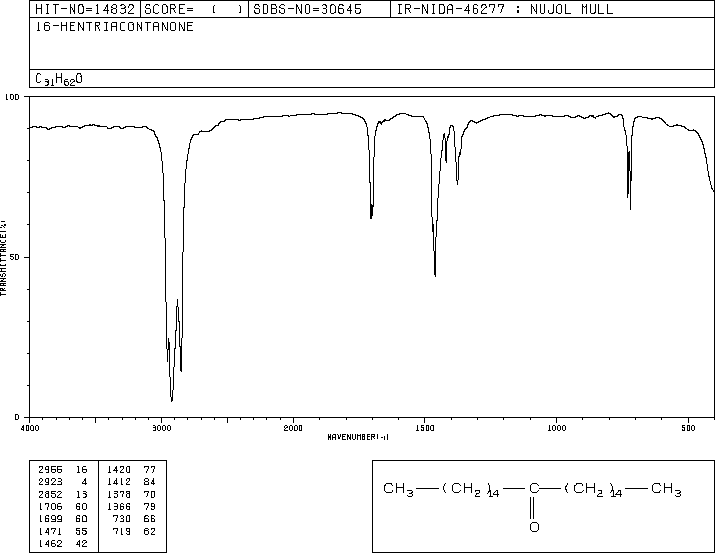 HIT-NO=14832 SCORE= ( ) SDBS-NO=30645 IR-NIDA-46277 : NUJOL MULL
16-HENTRIACONTANONE
C31H62O
100
50
0
TRANSMITTANCE(%)
4000 3000 2000 1500 1000 500
WAVENUMBER(-1)
2956 16 1420 77
2923 4 1412 84
2852 13 1378 70
1706 60 1366 79
1699 60 730 66
1471 55 719 62
1462 42
CH3—(CH2)14—C—(CH2)14—CH3
O